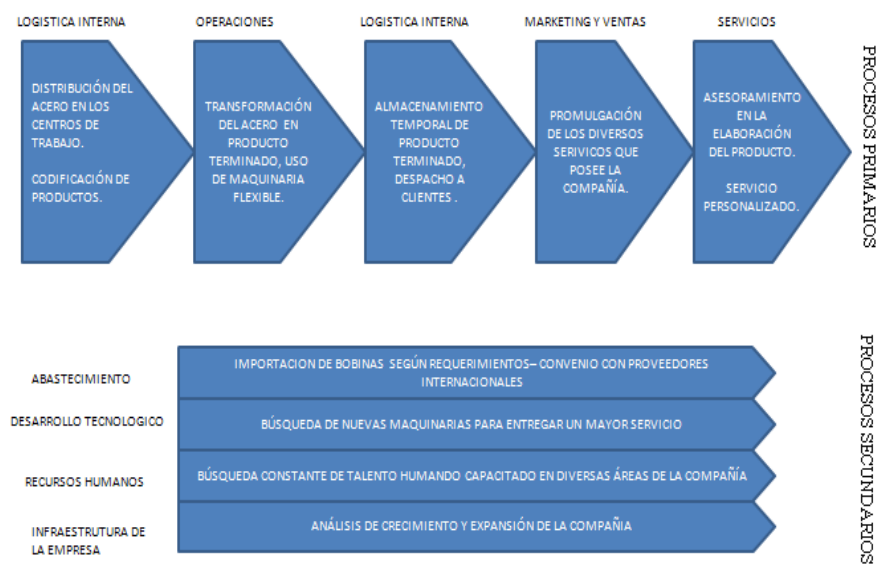 LOGISTICA INTERNA
OPERACIONES
LOGISTICA INTERNA
MARKETING Y VENTAS
SERVICIOS
DISTRIBUCIÓN DEL
ACERO EN LOS
CENTROS DE
TRABAJO.
CODIFICACIÓN DE
PRODUCTOS.
TRANSFORMACIÓN
DEL ACERO EN
PRODUCTO
TERMINADO, USO
DE MAQUINARIA
FLEXIBLE.
ALMACENAMIENTO
TEMPORAL DE
PRODUCTO
TERMINADO,
DESPACHO A
CLIENTES .
PROMULGACIÓN
DE LOS DIVERSOS
SERIVICOS QUE
POSEE LA
COMPAÑÍA.
ASESORAMIENTO
EN LA
ELABORACIÓN
DEL PRODUCTO.
SERVICIO
PERSONALIZADO.
PROCESOS PRIMARIOS
ABASTECIMIENTO
IMPORTACION DE BOBINAS SEGÚN REQUERIMIENTOS– CONVENIO CON PROVEEDORES
INTERNACIONALES
DESARROLLO TECNOLOGICO
BÚSQUEDA DE NUEVAS MAQUINARIAS PARA ENTREGAR UN MAYOR SERVICIO
RECURSOS HUMANOS
BÚSQUEDA CONSTANTE DE TALENTO HUMANDO CAPACITADO EN DIVERSAS ÁREAS DE LA COMPAÑÍA
INFRAESTRUTURA DE
LA EMPRESA
ANÁLISIS DE CRECIMIENTO Y EXPANSIÓN DE LA COMPAÑIA
PROCESOS SECUNDARIOS